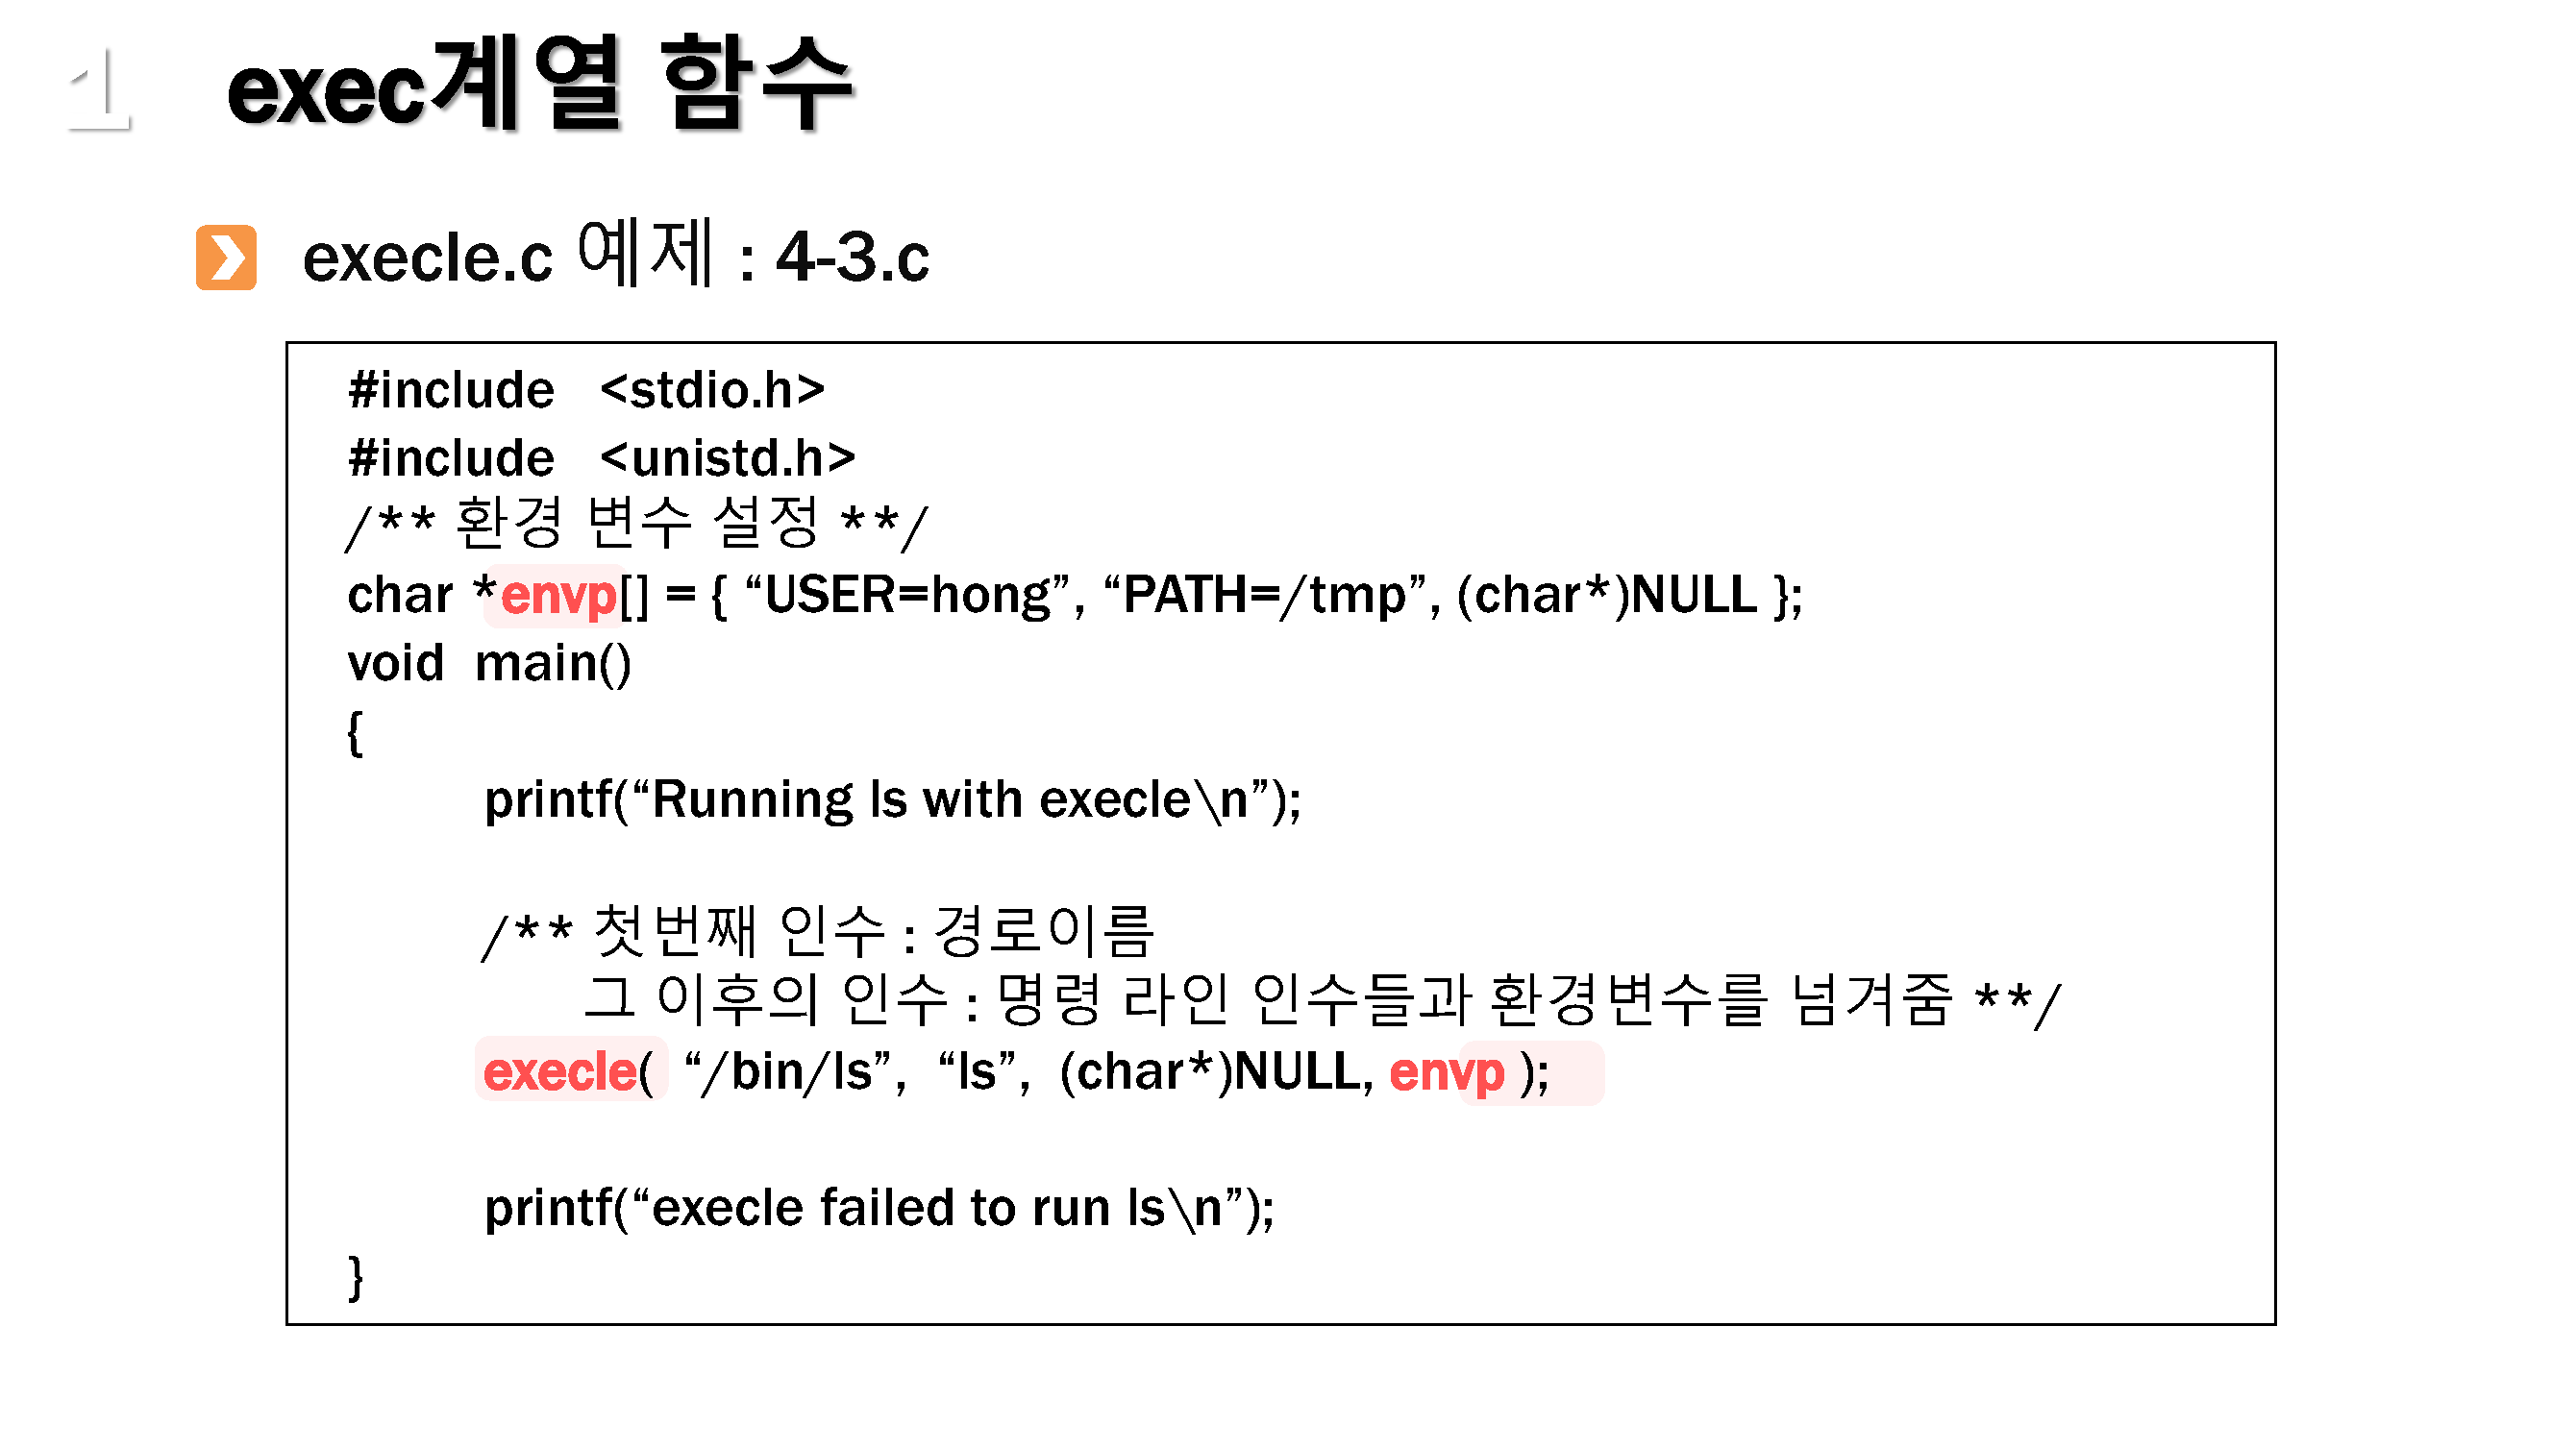 1 exec계열 함수
execle.c 예제 : 4-3.c
#include <stdio.h>
#include <unistd.h>
/** 환경 변수 설정 **/
char *envp[] = { “USER=hong”, “PATH=/tmp”, (char*)NULL };
void main()
{
printf(“Running ls with execle\n”);
/** 첫번째 인수 : 경로이름
그 이후의 인수 : 명령 라인 인수들과 환경변수를 넘겨줌 **/
execle( “/bin/ls”, “ls”, (char*)NULL, envp );
printf(“execle failed to run ls\n”);
}